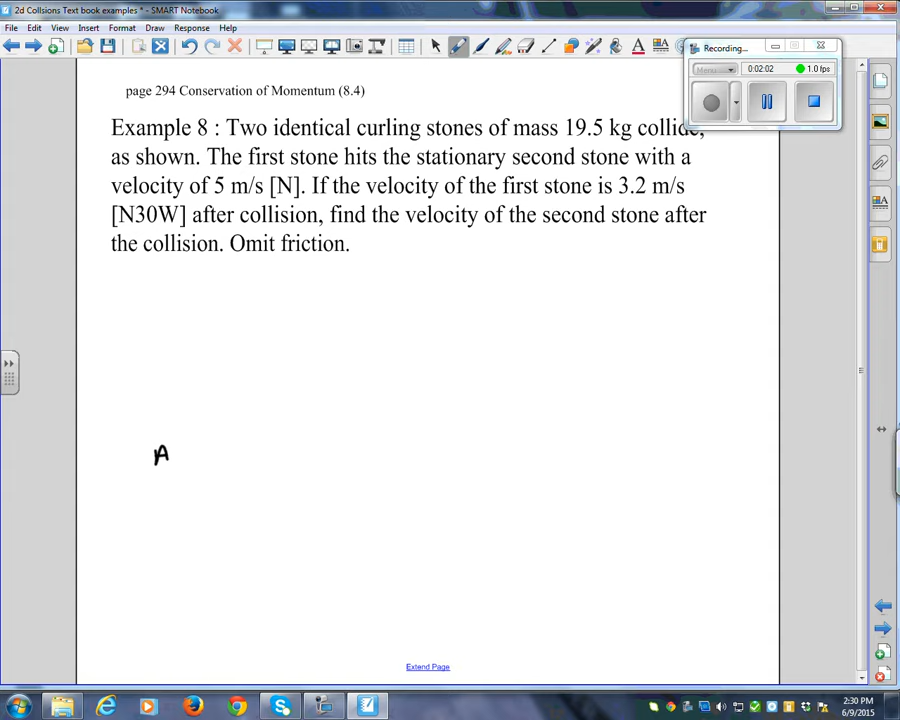 2d Collsions Text book examples * - SMART Notebook
File Edit View Insert Format Draw Response Help
Recording...
Menu
0:02:02
1.0 fps
page 294 Conservation of Momentum (8.4)
Example 8 : Two identical curling stones of mass 19.5 kg collide,
as shown. The first stone hits the stationary second stone with a
velocity of 5 m/s [N]. If the velocity of the first stone is 3.2 m/s
[N30W] after collision, find the velocity of the second stone after
the collision. Omit friction.
A
Extend Page
2:30 PM
6/9/2015